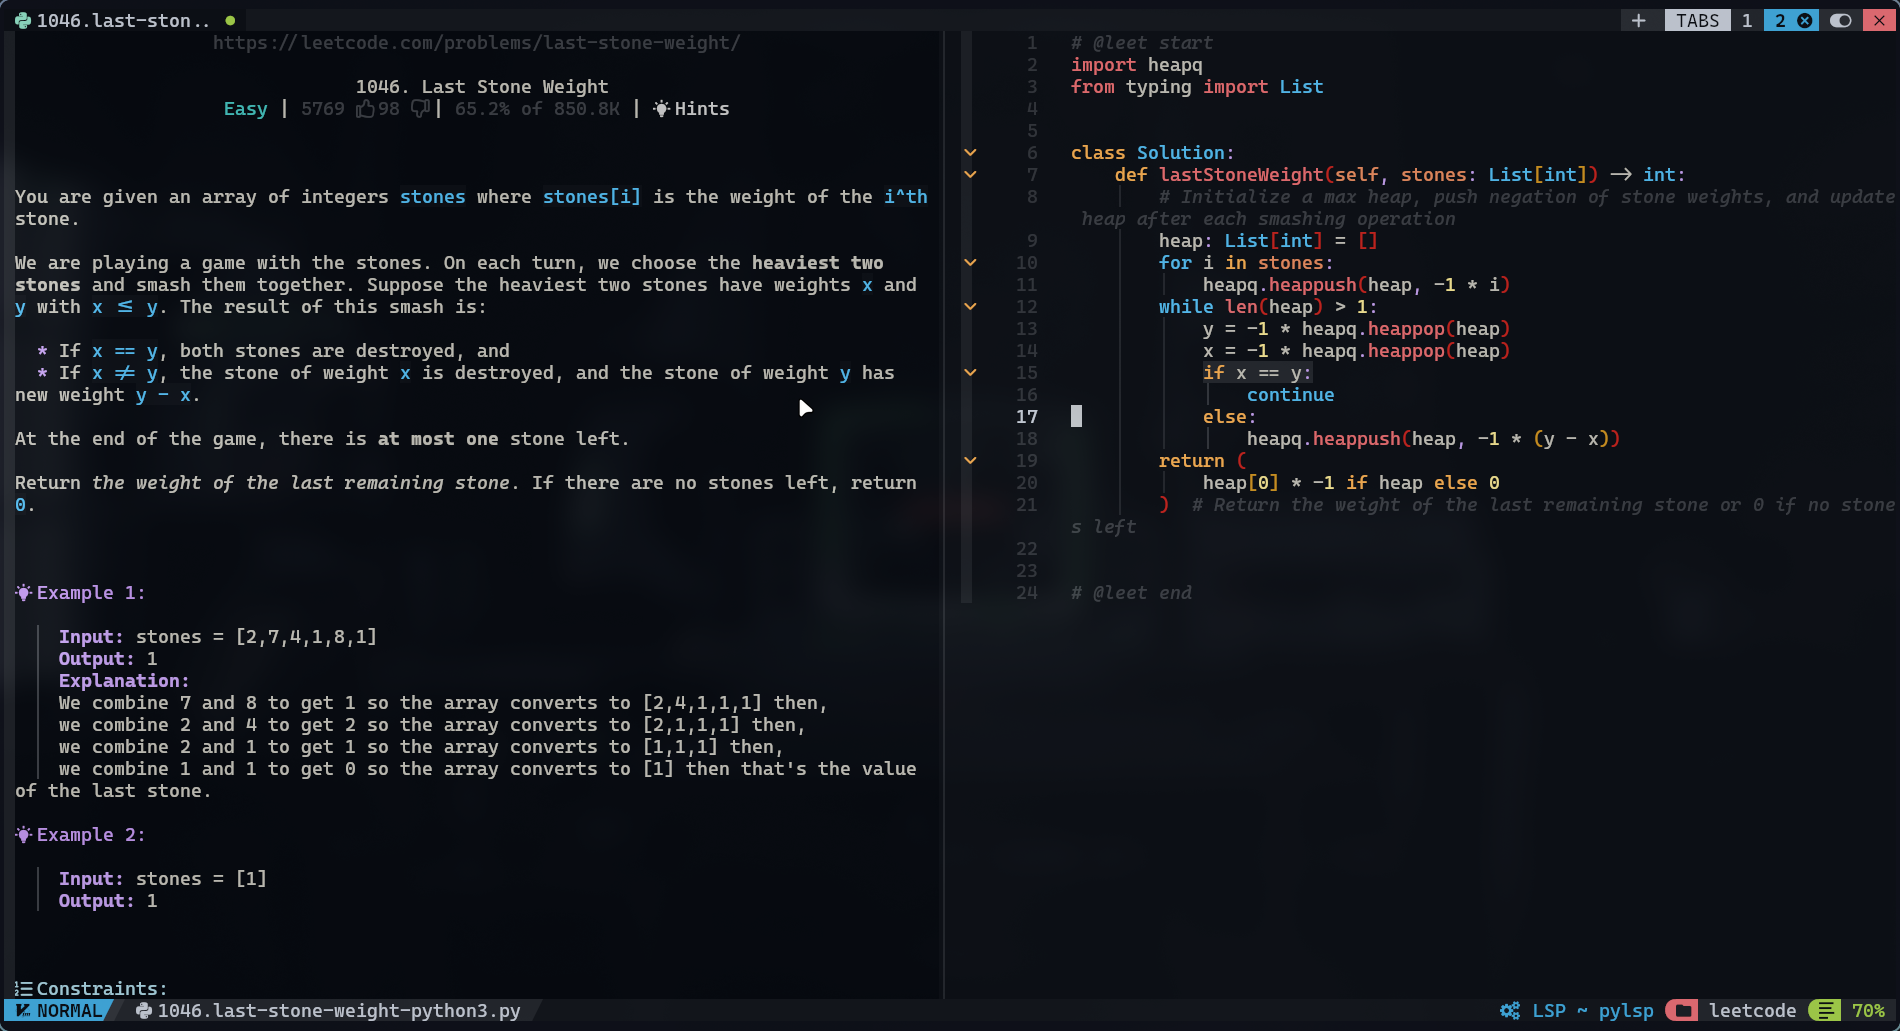 1046.last-ston..
+ TABS 1 2
https://leetcode.com/problems/last-stone-weight/
1046. Last Stone Weight
Easy | 5769 98 | 65.2% of 850.8K | Hints
You are given an array of integers stones where stones[i] is the weight of the i^th
stone.
We are playing a game with the stones. On each turn, we choose the heaviest two
stones and smash them together. Suppose the heaviest two stones have weights x and
y with x ≤ y. The result of this smash is:
* If x == y, both stones are destroyed, and
* If x ≠ y, the stone of weight x is destroyed, and the stone of weight y has
new weight y - x.
At the end of the game, there is at most one stone left.
Return the weight of the last remaining stone. If there are no stones left, return
0.
Example 1:
Input: stones = [2,7,4,1,8,1]
Output: 1
Explanation:
We combine 7 and 8 to get 1 so the array converts to [2,4,1,1,1] then,
we combine 2 and 4 to get 2 so the array converts to [2,1,1,1] then,
we combine 2 and 1 to get 1 so the array converts to [1,1,1] then,
we combine 1 and 1 to get 0 so the array converts to [1] then that's the value
of the last stone.
Example 2:
Input: stones = [1]
Output: 1
Constraints:
1 # @leet start
2 import heapq
3 from typing import List
4
5
6 class Solution:
7 def lastStoneWeight(self, stones: List[int]) -> int:
8 # Initialize a max heap, push negation of stone weights, and update
heap after each smashing operation
9 heap: List[int] = []
10 for i in stones:
11 heapq.heappush(heap, -1 * i)
12 while len(heap) > 1:
13 y = -1 * heapq.heappop(heap)
14 x = -1 * heapq.heappop(heap)
15 if x == y:
16 continue
17 else:
18 heapq.heappush(heap, -1 * (y - x))
19 return (
20 heap[0] * -1 if heap else 0
21 ) # Return the weight of the last remaining stone or 0 if no stone
s left
22
23
24 # @leet end
NORMAL 1046.last-stone-weight-python3.py LSP ~ pylsp leetcode 70%